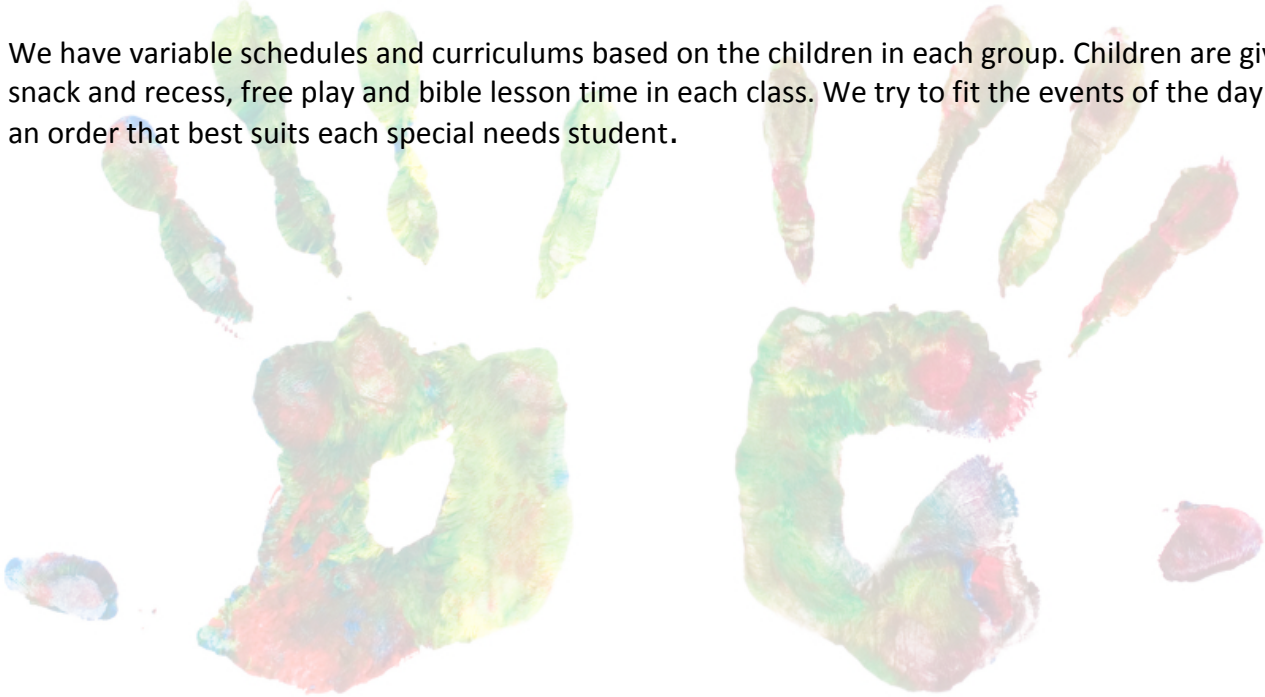 We have variable schedules and curriculums based on the children in each group. Children are
snack and recess, free play and bible lesson time in each class. We try to fit the events of the day
an order that best suits each special needs student.